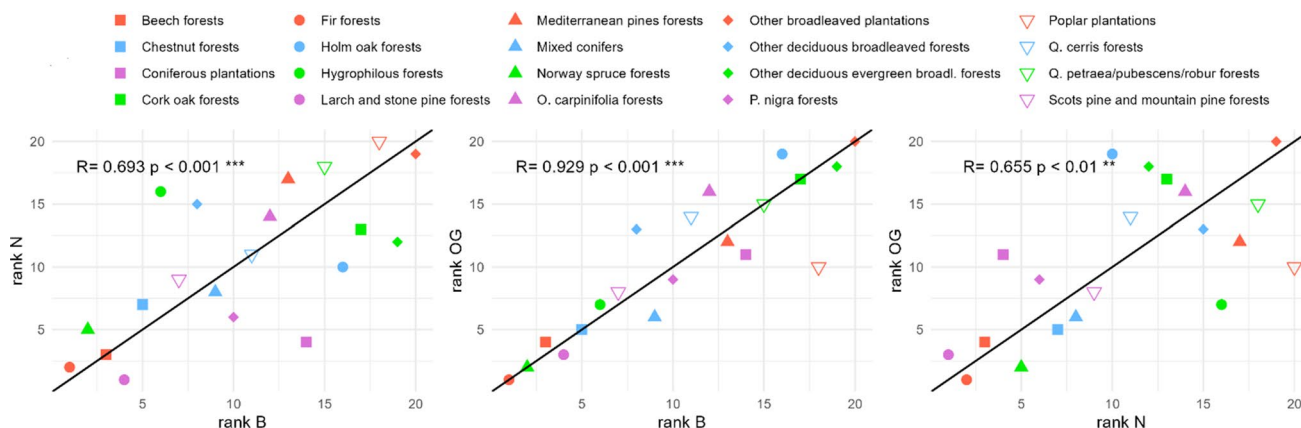 Beech forests Fir forests Mediterranean pines forests Other broadleaved plantations Poplar plantations
Chestnut forests Holm oak forests Mixed conifers Other deciduous broadleaved forests Q. cerris forests
Coniferous plantations Hygrophilous forests Norway spruce forests Other deciduous evergreen broadl. forests Q. petraea/pubescens/robur forests
Cork oak forests Larch and stone pine forests O. carpinifolia forests P. nigra forests Scots pine and mountain pine forests
R= 0.693 p < 0.001 ***
rank N
20
15
10
5
5 10 15 20
rank B
R= 0.929 p < 0.001 ***
rank OG
20
15
10
5
5 10 15 20
rank B
R= 0.655 p < 0.01 **
rank OG
20
15
10
5
5 10 15 20
rank N